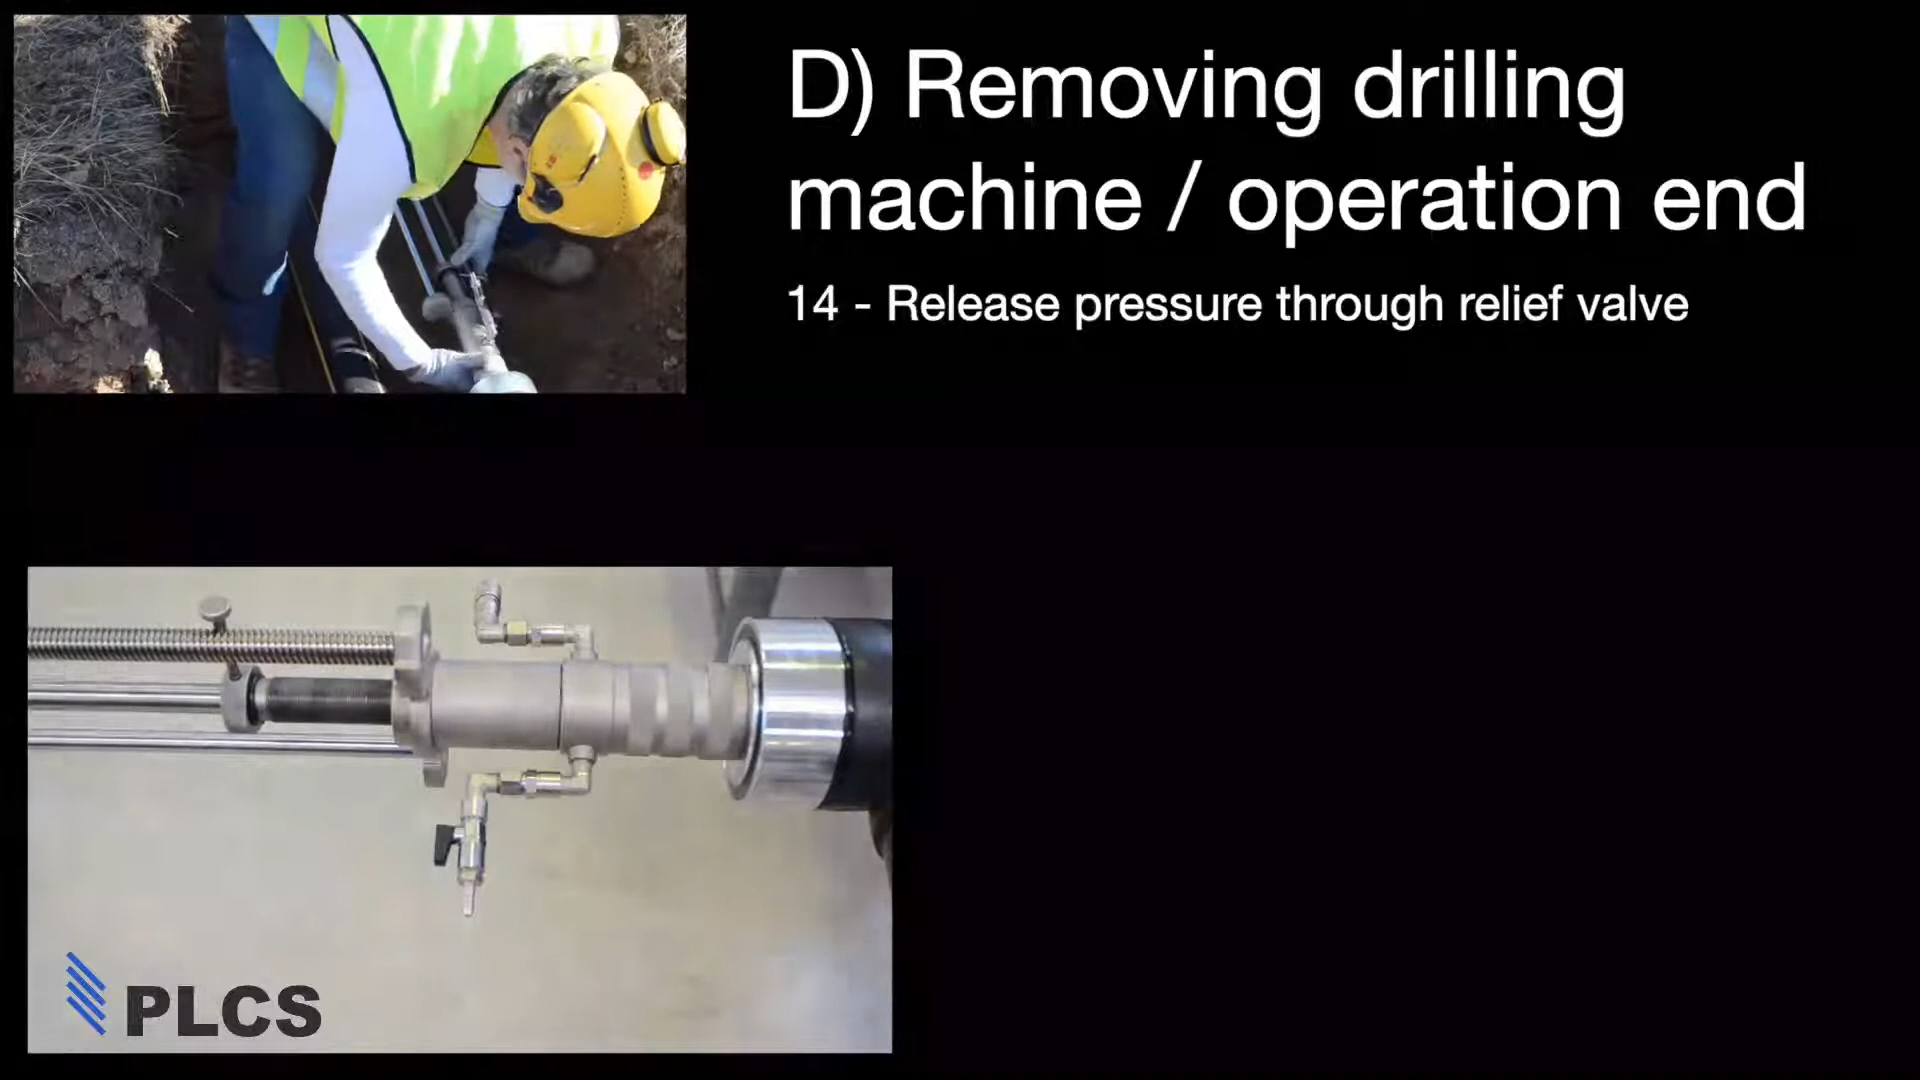 D) Removing drilling
machine / operation end
14 - Release pressure through relief valve
PLCS